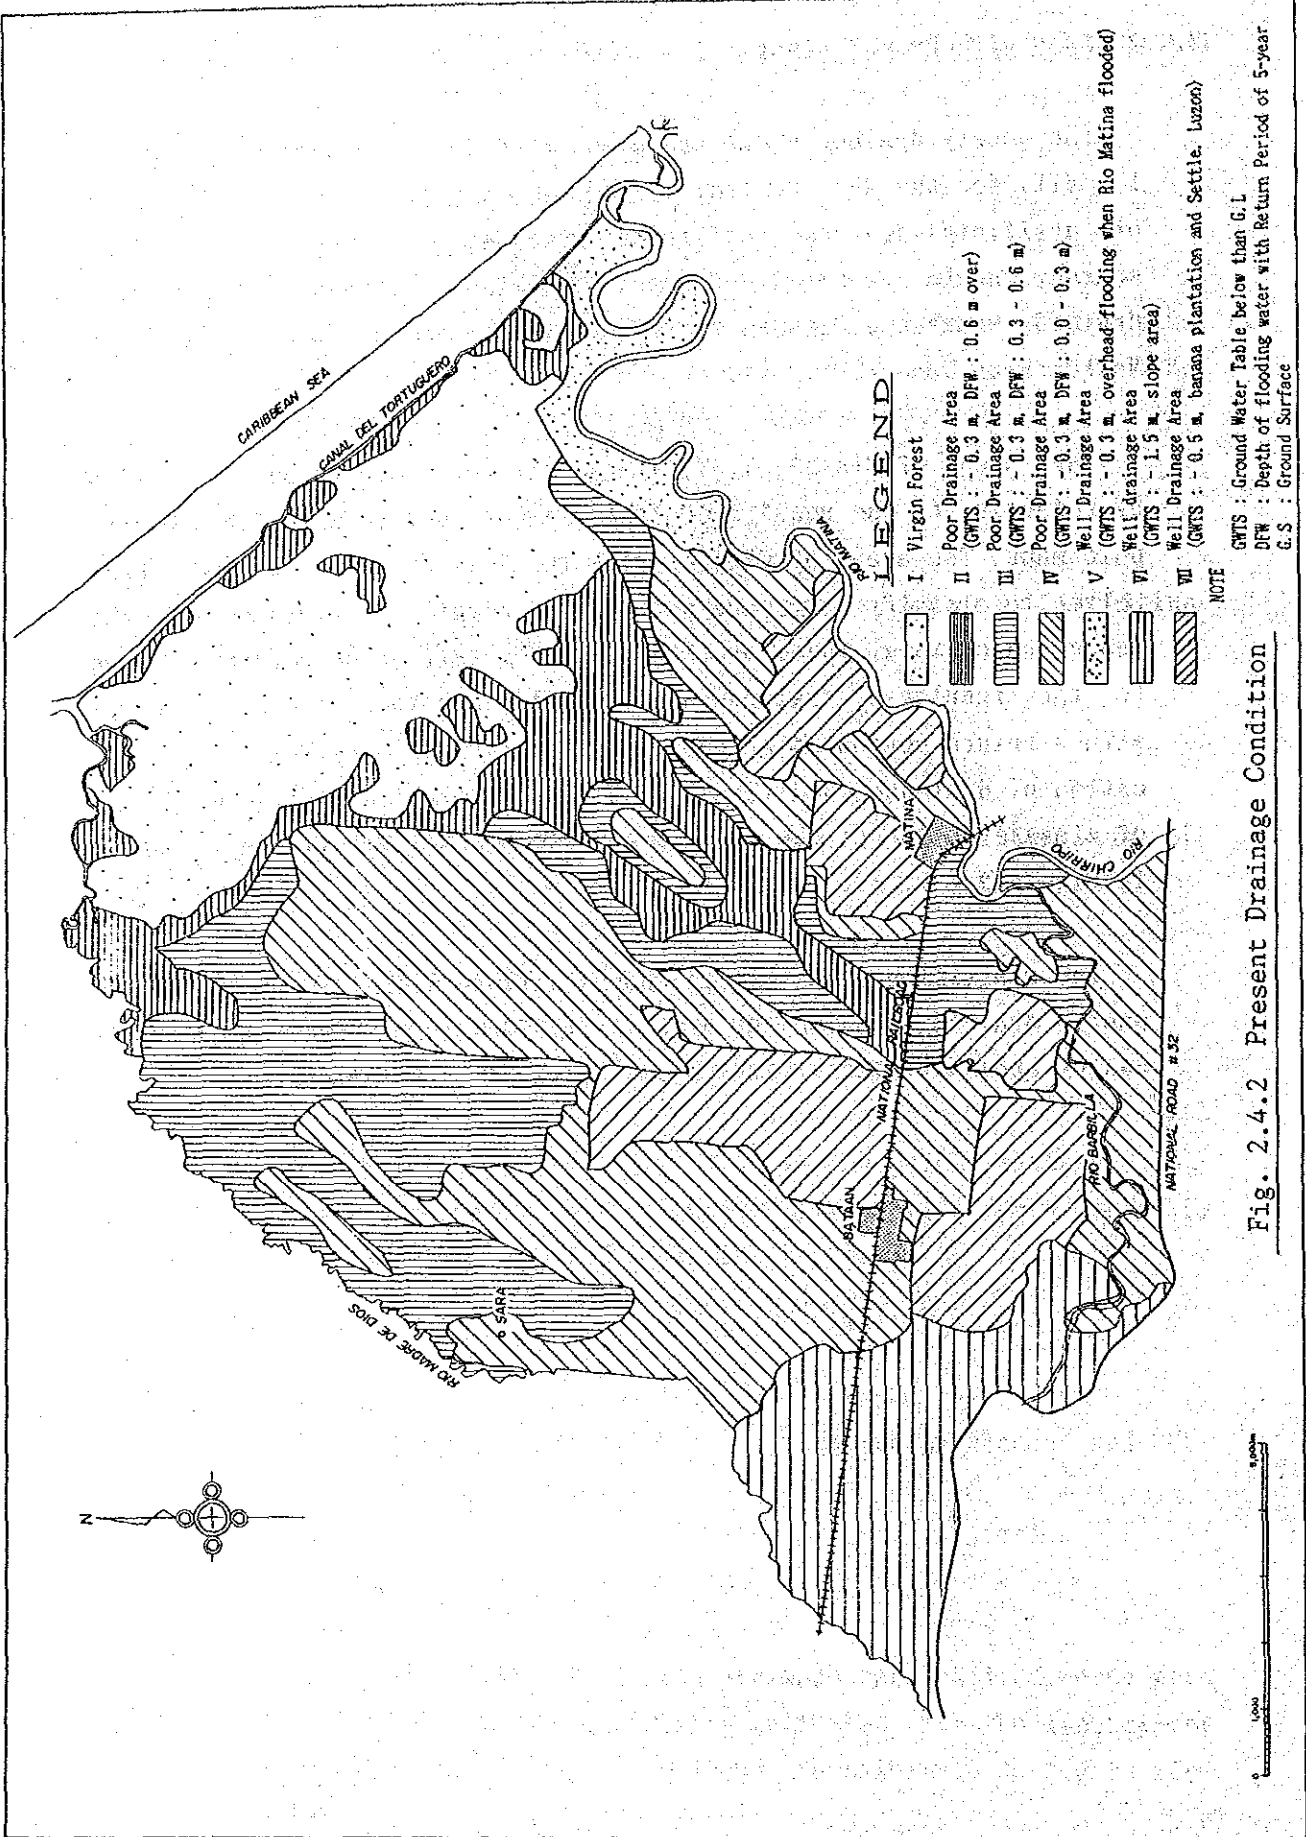 N
CARIBBEAN SEA
CANAL DEL TORTUGUERO
RIO MADRE DE DIOS
SARA
RIO MATINA
MATINA
BATAAN
NATIONAL RAILROAD
RIO CHIRRIPO
RIO BARBILLA
NATIONAL ROAD #32
LEGEND
I Virgin Forest
II Poor Drainage Area
(GWTS : - 0.3 m, DFW : 0.6 m over)
III Poor Drainage Area
(GWTS : - 0.3 m, DFW : 0.3 - 0.6 m)
IV Poor Drainage Area
(GWTS : - 0.3 m, DFW : 0.0 - 0.3 m)
V Well Drainage Area
(GWTS : - 0.3 m, overhead flooding when Rio Matina flooded)
VI Well drainage Area
(GWTS : - 1.5 m, slope area)
VII Well Drainage Area
(GWTS : - 0.5 m, banana plantation and Settle. Luzon)
NOTE
GWTS : Ground Water Table below than G.L
DFW : Depth of flooding water with Return Period of 5-year
G.S : Ground Surface
0 1,000 5,000m
Fig. 2.4.2 Present Drainage Condition